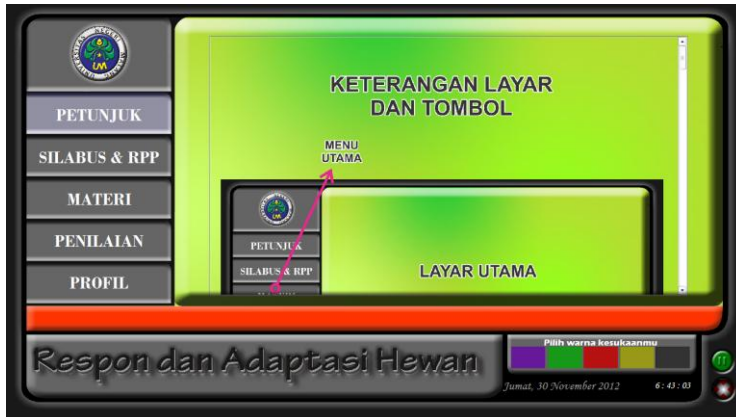 PETUNJUK
SILABUS & RPP
MATERI
PENILAIAN
PROFIL
KETERANGAN LAYAR
DAN TOMBOL
MENU
UTAMA
PETUNJUK
SILABUS & RPP
LAYAR UTAMA
Respon dan Adaptasi Hewan
Pilih warna kesukaanmu
Jumat, 30 November 2012
6 : 43 : 03